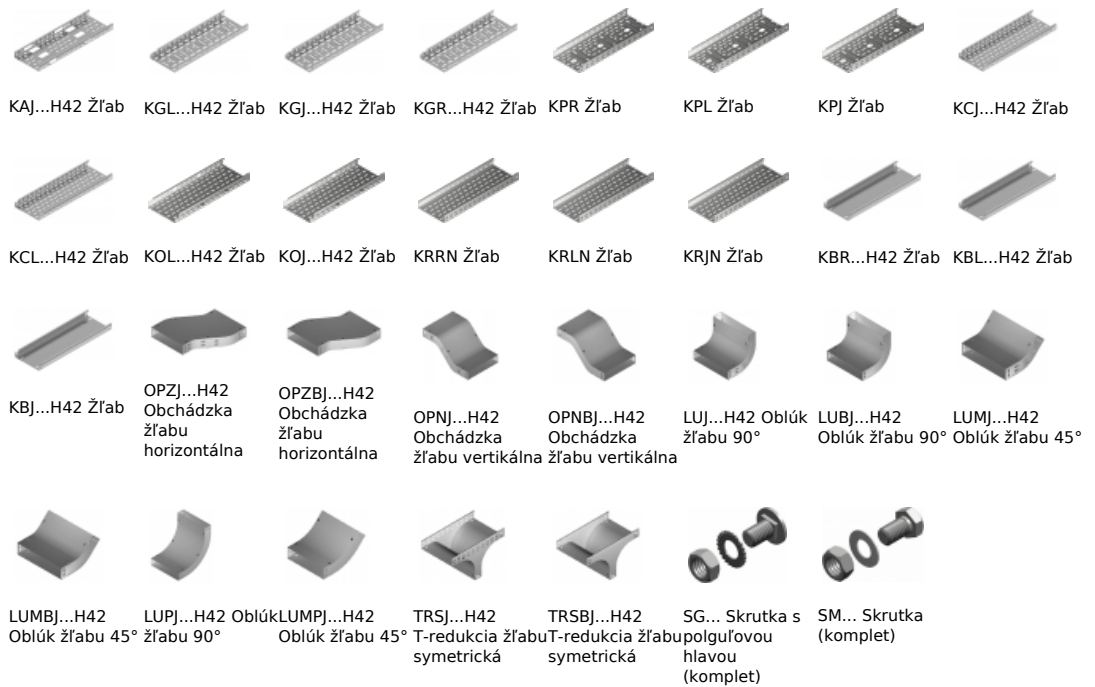 KAJ...H42 Žľab
KGL...H42 Žľab
KGJ...H42 Žľab
KGR...H42 Žľab
KPR Žľab
KPL Žľab
KPJ Žľab
KCJ...H42 Žľab
KCL...H42 Žľab
KOL...H42 Žľab
KOJ...H42 Žľab
KRRN Žľab
KRLN Žľab
KRJN Žľab
KBR...H42 Žľab
KBL...H42 Žľab
KBJ...H42 Žľab
OPZJ...H42
Obchádzka
žľabu
horizontálna
OPZBJ...H42
Obchádzka
žľabu
horizontálna
OPNJ...H42
Obchádzka
žľabu vertikálna
OPNBJ...H42
Obchádzka
žľabu vertikálna
LUJ...H42 Oblúk
žľabu 90°
LUBJ...H42
Oblúk žľabu 90°
LUMJ...H42
Oblúk žľabu 45°
LUMBJ...H42
Oblúk žľabu 45°
LUPJ...H42 Oblúk
žľabu 90°
LUMPJ...H42
Oblúk žľabu 45°
TRSJ...H42
T-redukcia žľabu
symetrická
TRSBJ...H42
T-redukcia žľabu
symetrická
SG... Skrutka s
polguľovou
hlavou
(komplet)
SM... Skrutka
(komplet)